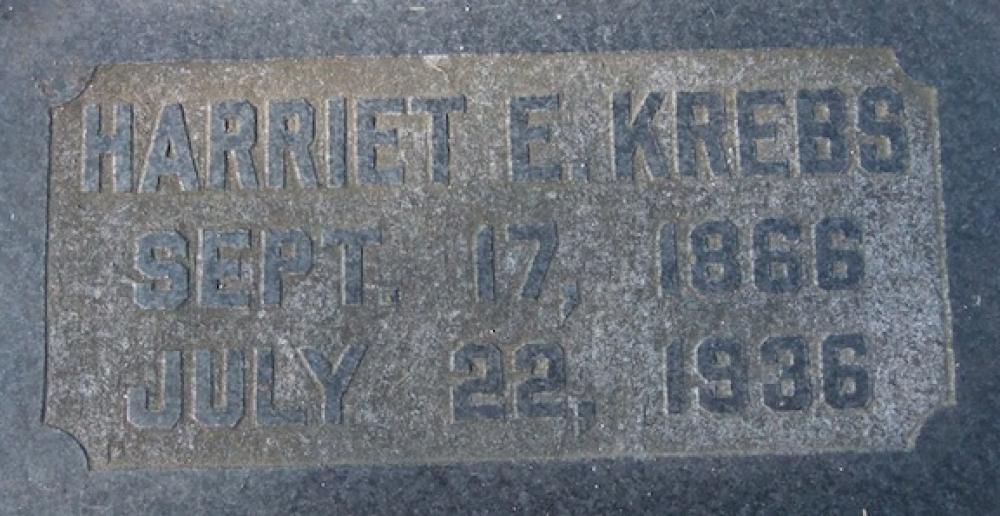 HARRIET E. KREBS
SEPT. 17, 1866
JULY 22, 1936